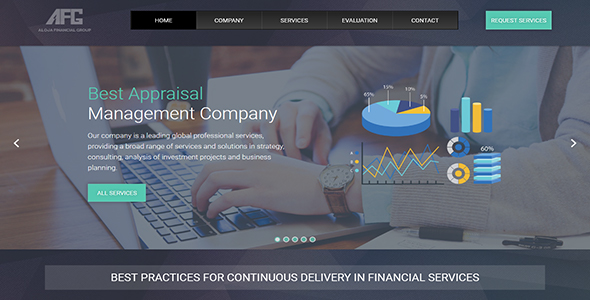 AFG
ALOJA FINANCIAL GROUP
HOME COMPANY SERVICES EVALUATION CONTACT
REQUEST SERVICES
Best Appraisal
Management Company
Our company is a leading global professional services,
providing a broad range of services and solutions in strategy,
consulting, analysis of investment projects and business
planning.
ALL SERVICES
65%
15%
10%
5%
60%
BEST PRACTICES FOR CONTINUOUS DELIVERY IN FINANCIAL SERVICES